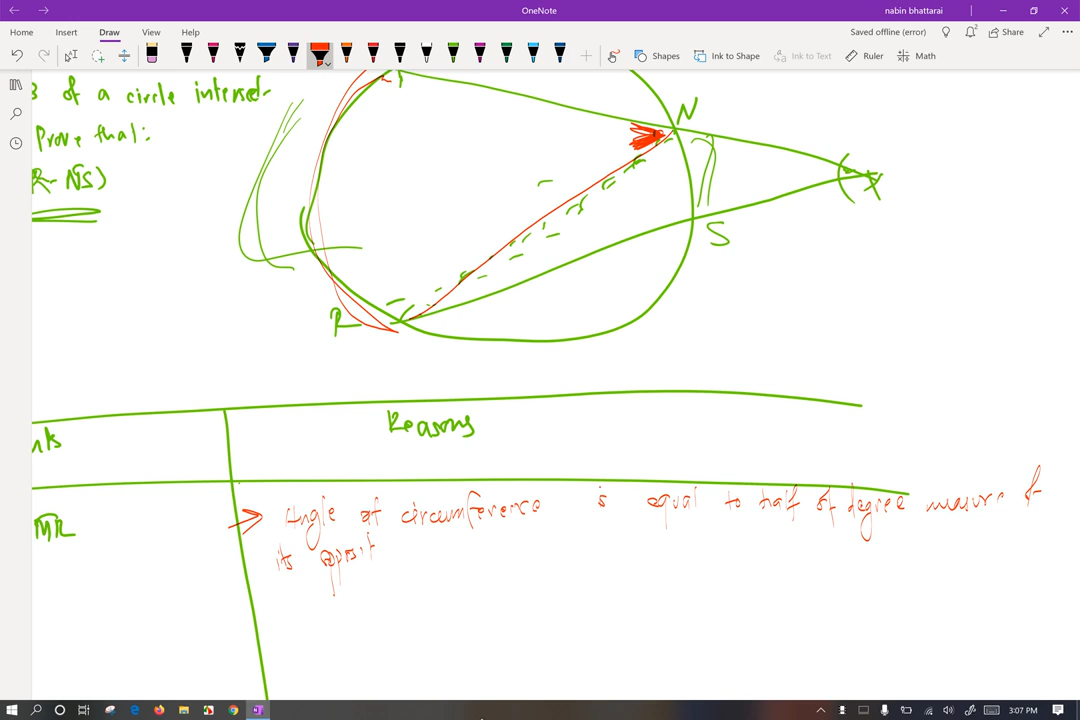 OneNote
nabin bhattarai
Home Insert Draw View Help
Saved offline (error)
Share
Shapes
Ink to Shape
Ink to Text
Ruler
Math
of a circle intersect-
Prove that:
R-NS)
N
X
S
R
Reasons
nts
MR
→ Angle at circumference is equal to half of degree measure of
its opposit
3:07 PM